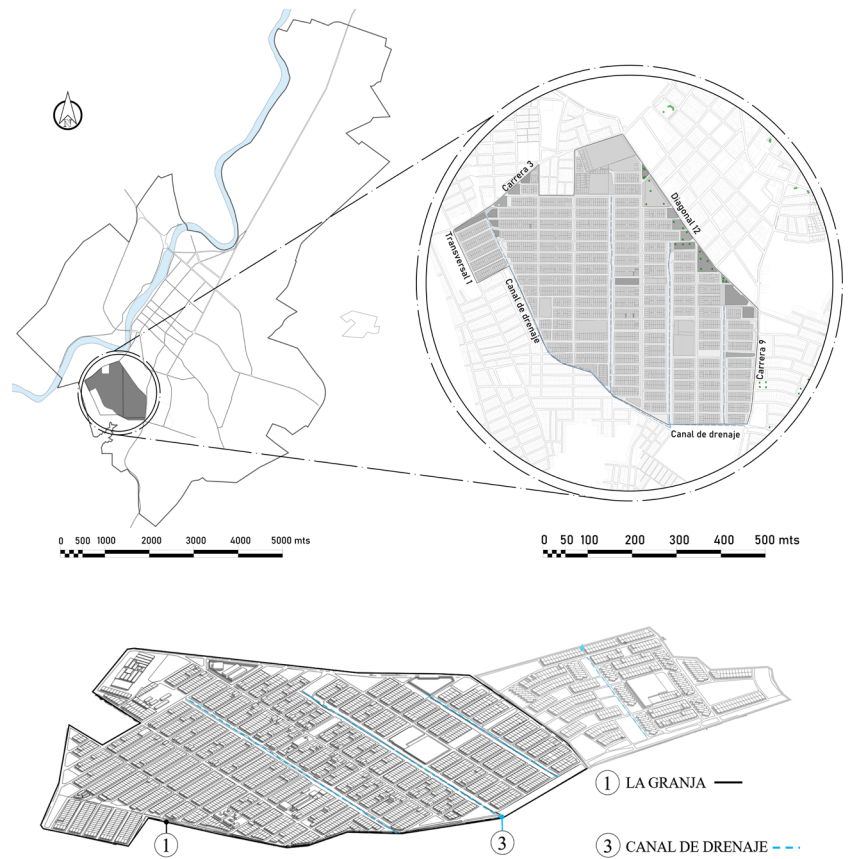 N
Carrera 3
Diagonal 12
Transversal 1
Canal de drenaje
Carrera 9
Canal de drenaje
0 500 1000 2000 3000 4000 5000 mts
0 50 100 200 300 400 500 mts
1 LA GRANJA
1
3
3 CANAL DE DRENAJE